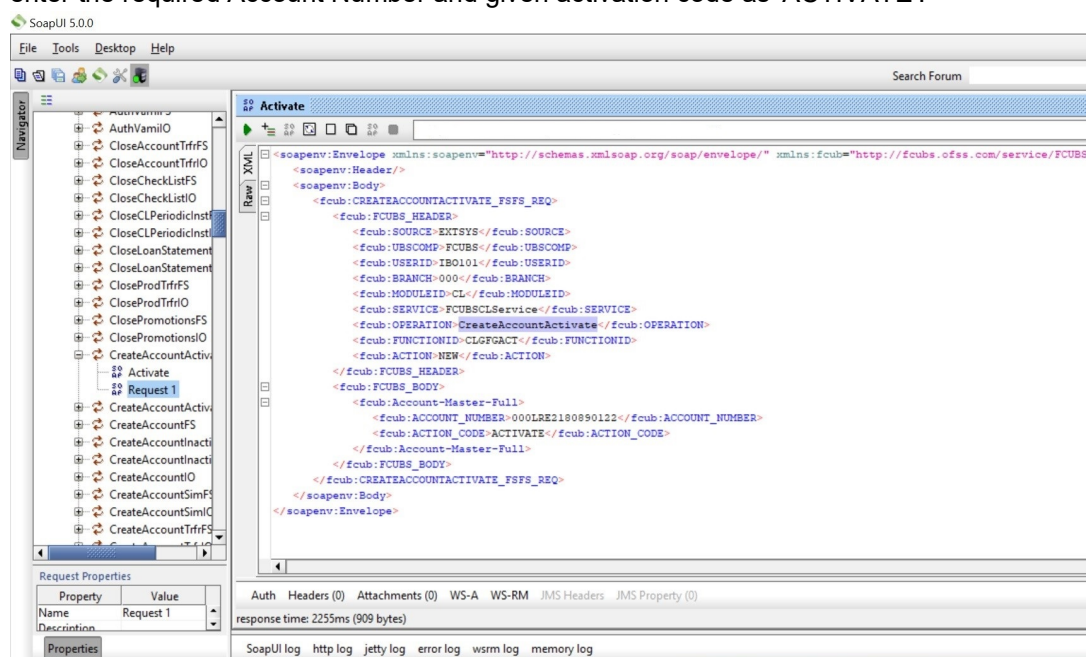 enter the required Account Number and given activation code as 'ACTIVATE'.
SoapUI 5.0.0
File Tools Desktop Help
Search Forum
Navigator
AuthVamiIO
CloseAccountTrfrFS
CloseAccountTrfrIO
CloseCheckListFS
CloseCheckListIO
CloseCLPeriodicInst
CloseCLPeriodicInst
CloseLoanStatement
CloseLoanStatement
CloseProdTrfrFS
CloseProdTrfrIO
ClosePromotionsFS
ClosePromotionsIO
CreateAccountActiv
Activate
Request 1
CreateAccountActiv
CreateAccountFS
CreateAccountInacti
CreateAccountInacti
CreateAccountIO
CreateAccountSimFS
CreateAccountSimIO
CreateAccountTrfrFS
Request Properties
Property Value
Name Request 1
Description
Properties
Activate
XML
Raw
<soapenv:Envelope xmlns:soapenv="http://schemas.xmlsoap.org/soap/envelope/" xmlns:fcub="http://fcubs.ofss.com/service/FCUBS
<soapenv:Header/>
<soapenv:Body>
<fcub:CREATEACCOUNTACTIVATE_FSFS_REQ>
<fcub:FCUBS_HEADER>
<fcub:SOURCE>EXTSYS</fcub:SOURCE>
<fcub:UBSCOMP>FCUBS</fcub:UBSCOMP>
<fcub:USERID>IBO101</fcub:USERID>
<fcub:BRANCH>000</fcub:BRANCH>
<fcub:MODULEID>CL</fcub:MODULEID>
<fcub:SERVICE>FCUBSCLService</fcub:SERVICE>
<fcub:OPERATION>CreateAccountActivate</fcub:OPERATION>
<fcub:FUNCTIONID>CLGFGACT</fcub:FUNCTIONID>
<fcub:ACTION>NEW</fcub:ACTION>
</fcub:FCUBS_HEADER>
<fcub:FCUBS_BODY>
<fcub:Account-Master-Full>
<fcub:ACCOUNT_NUMBER>000LRE2180890122</fcub:ACCOUNT_NUMBER>
<fcub:ACTION_CODE>ACTIVATE</fcub:ACTION_CODE>
</fcub:Account-Master-Full>
</fcub:FCUBS_BODY>
</fcub:CREATEACCOUNTACTIVATE_FSFS_REQ>
</soapenv:Body>
</soapenv:Envelope>
Auth Headers (0) Attachments (0) WS-A WS-RM JMS Headers JMS Property (0)
response time: 2255ms (909 bytes)
SoapUI log http log jetty log error log wsrm log memory log